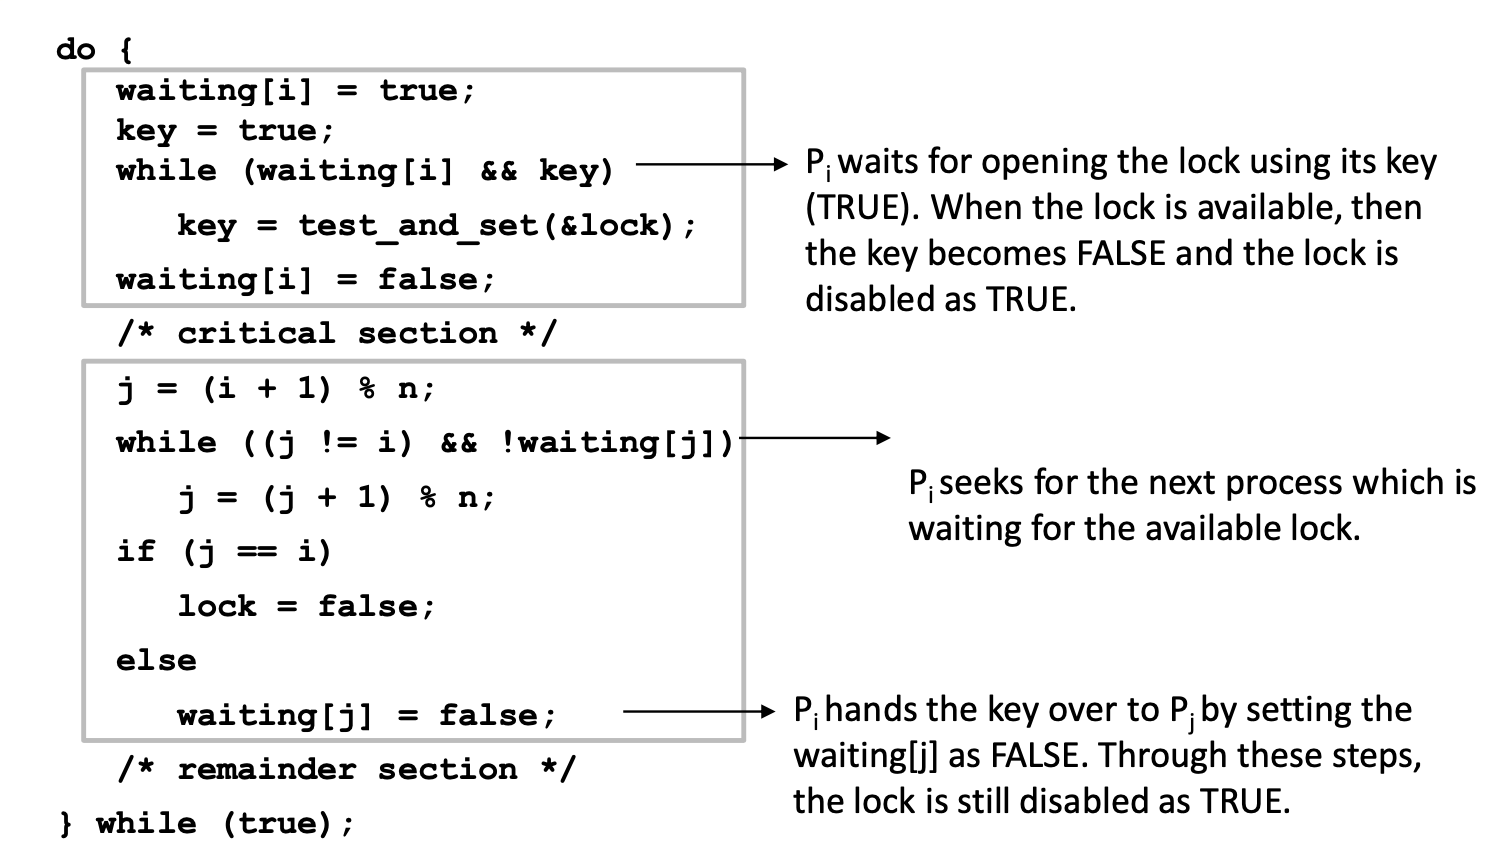 do {
waiting[i] = true;
key = true;
while (waiting[i] && key)
key = test_and_set(&lock);
waiting[i] = false;
/* critical section */
j = (i + 1) % n;
while ((j != i) && !waiting[j])
j = (j + 1) % n;
if (j == i)
lock = false;
else
waiting[j] = false;
/* remainder section */
} while (true);
Pi waits for opening the lock using its key
(TRUE). When the lock is available, then
the key becomes FALSE and the lock is
disabled as TRUE.
Pi seeks for the next process which is
waiting for the available lock.
Pi hands the key over to Pj by setting the
waiting[j] as FALSE. Through these steps,
the lock is still disabled as TRUE.